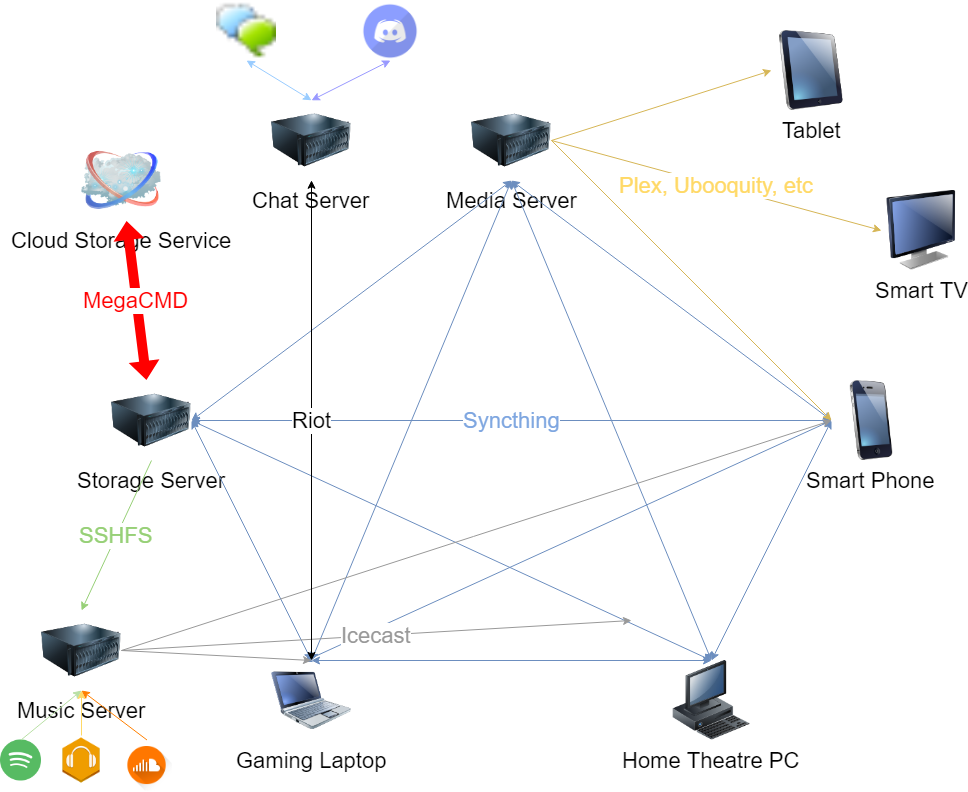 Tablet
Chat Server
Media Server
Plex, Ubooquity, etc
Cloud Storage Service
Smart TV
MegaCMD
Riot
Syncthing
Storage Server
Smart Phone
SSHFS
Icecast
Music Server
Gaming Laptop
Home Theatre PC